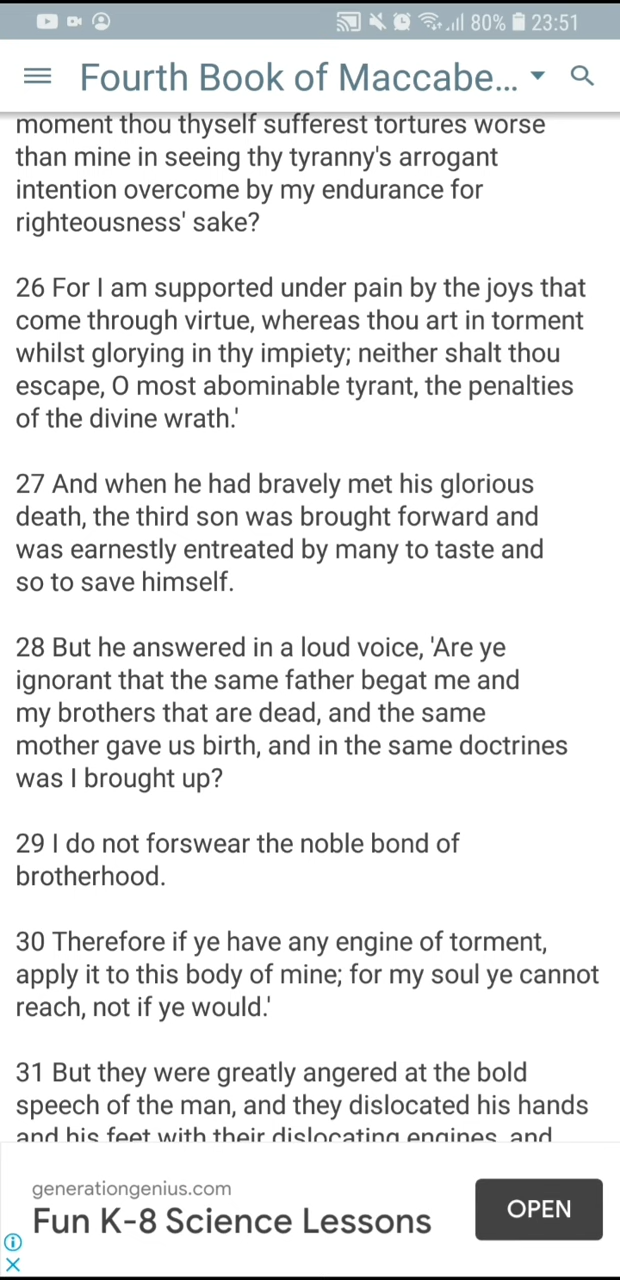 80% 23:51
Fourth Book of Maccabe...
moment thou thyself sufferest tortures worse
than mine in seeing thy tyranny's arrogant
intention overcome by my endurance for
righteousness' sake?
26 For I am supported under pain by the joys that
come through virtue, whereas thou art in torment
whilst glorying in thy impiety; neither shalt thou
escape, O most abominable tyrant, the penalties
of the divine wrath.'
27 And when he had bravely met his glorious
death, the third son was brought forward and
was earnestly entreated by many to taste and
so to save himself.
28 But he answered in a loud voice, 'Are ye
ignorant that the same father begat me and
my brothers that are dead, and the same
mother gave us birth, and in the same doctrines
was I brought up?
29 I do not forswear the noble bond of
brotherhood.
30 Therefore if ye have any engine of torment,
apply it to this body of mine; for my soul ye cannot
reach, not if ye would.'
31 But they were greatly angered at the bold
speech of the man, and they dislocated his hands
and his feet with their dislocating engines, and
generationgenius.com
Fun K-8 Science Lessons
OPEN